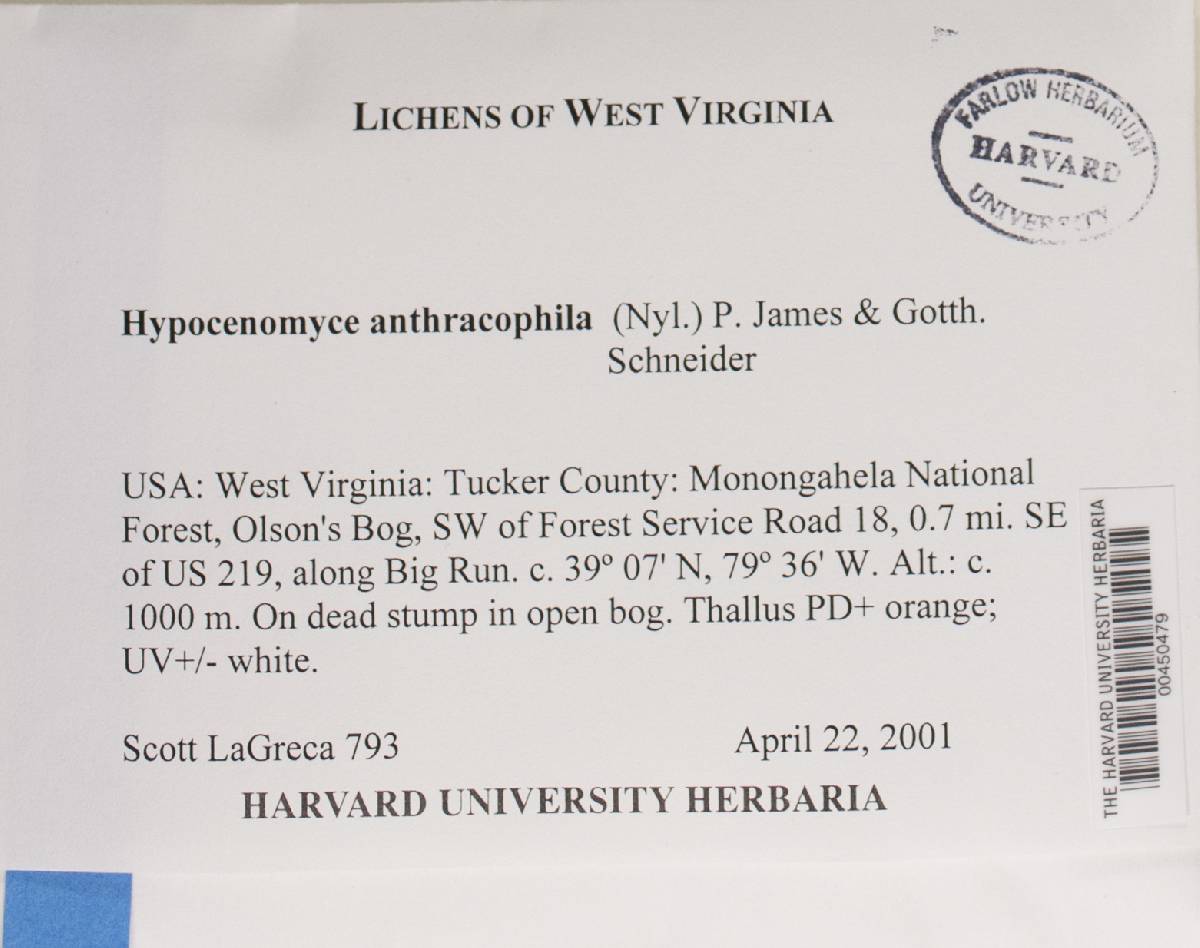 LICHENS OF WEST VIRGINIA
FARLOW HERBARIUM
HARVARD
UNIVERSITY
Hypocenomyce anthracophila (Nyl.) P. James & Gotth.
Schneider
USA: West Virginia: Tucker County: Monongahela National
Forest, Olson's Bog, SW of Forest Service Road 18, 0.7 mi. SE
of US 219, along Big Run. c. 39º 07' N, 79º 36' W. Alt.: c.
1000 m. On dead stump in open bog. Thallus PD+ orange;
UV+/- white.
Scott LaGreca 793 April 22, 2001
HARVARD UNIVERSITY HERBARIA
THE HARVARD UNIVERSITY HERBARIA
00450479